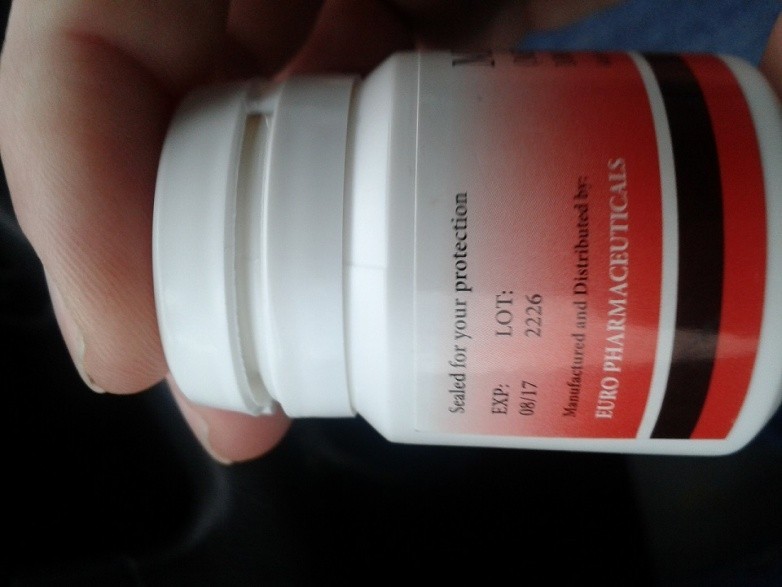 Sealed for your protection
EXP: LOT:
08/17 2226
Manufactured and Distributed by:
EURO PHARMACEUTICALS